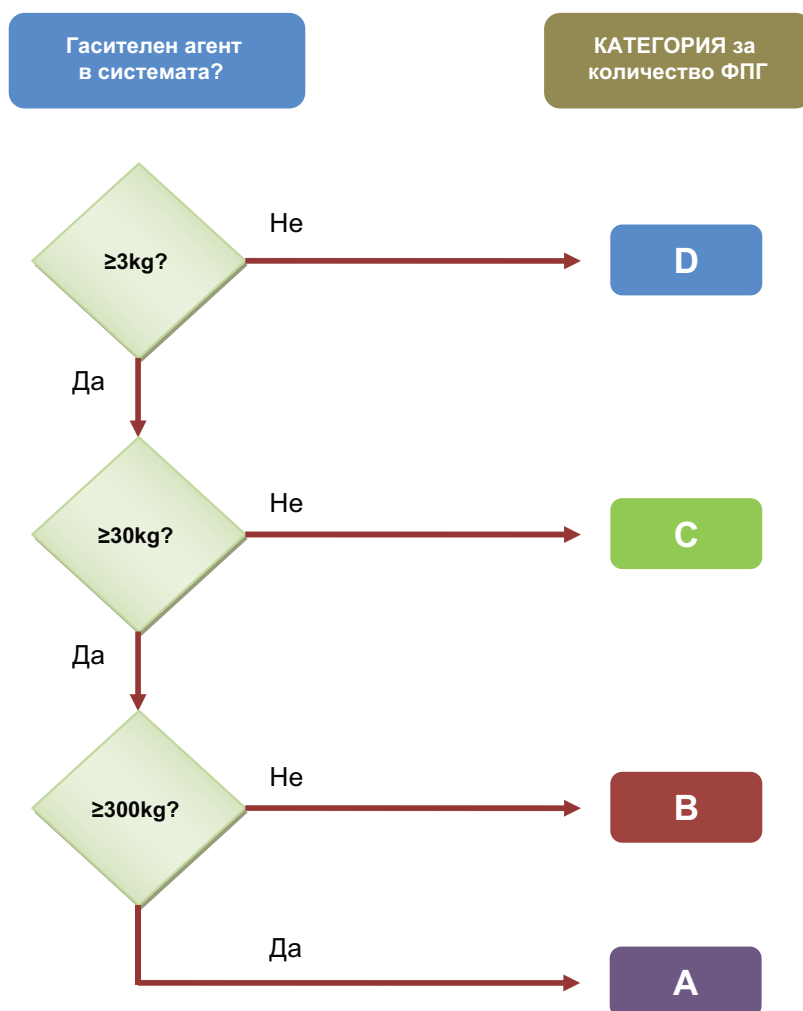 Гасителен агент
в системата?
КАТЕГОРИЯ за
количество ФПГ
≥3kg?
Не
D
Да
≥30kg?
Не
C
Да
≥300kg?
Не
B
Да
A